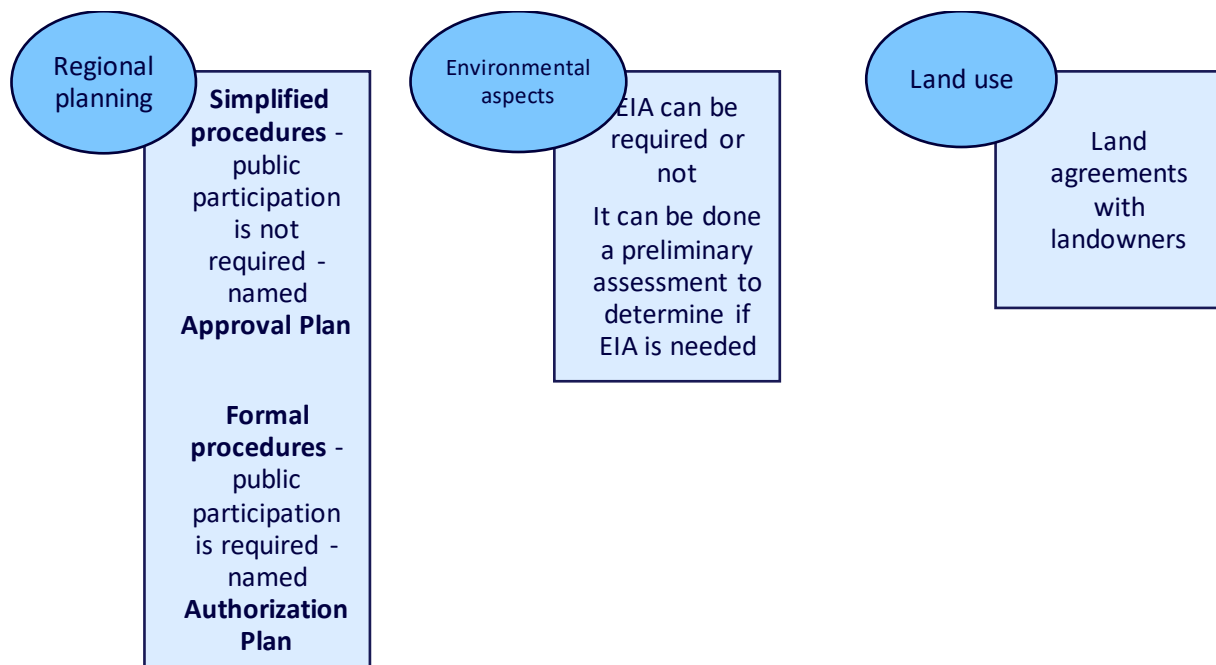 Regional
planning
Simplified
procedures -
public
participation
is not
required -
named
Approval Plan
Formal
procedures -
public
participation
is required -
named
Authorization
Plan
Environmental
aspects
EIA can be
required or
not
It can be done
a preliminary
assessment to
determine if
EIA is needed
Land use
Land
agreements
with
landowners